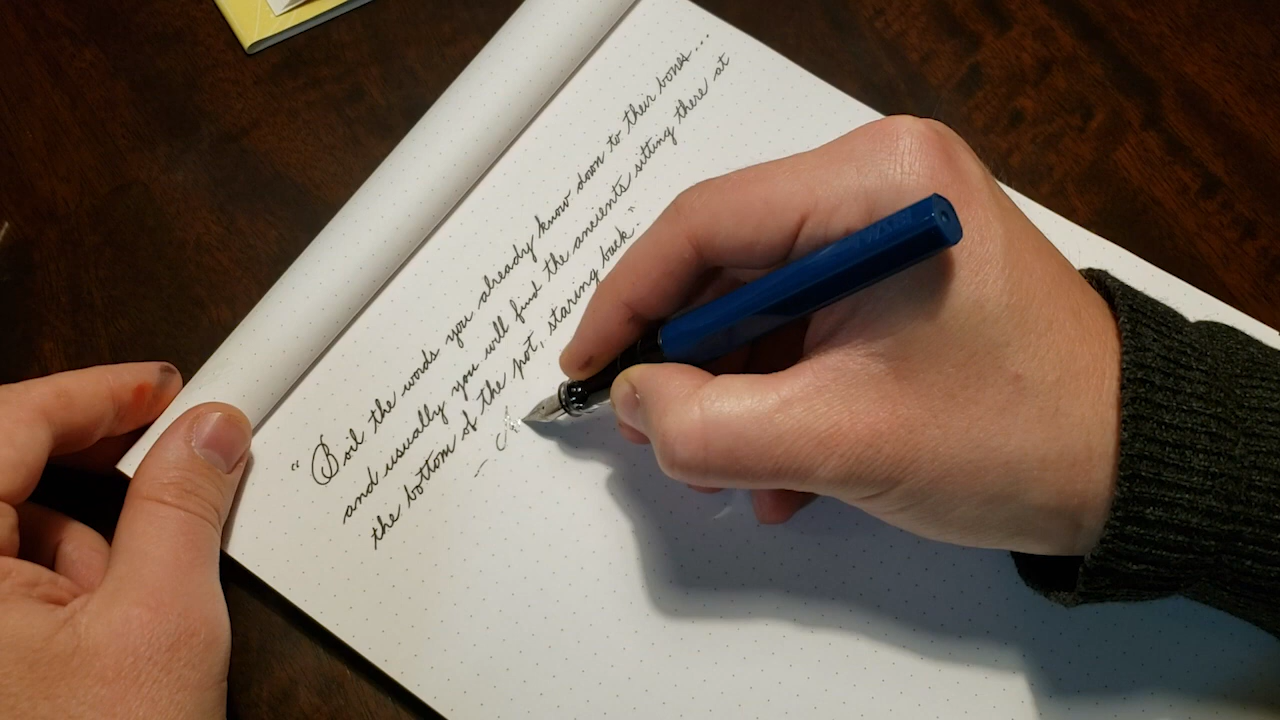 “Boil the words you already know down to their bones...
and usually you will find the ancients sitting there at
the bottom of the pot, staring back.”
—